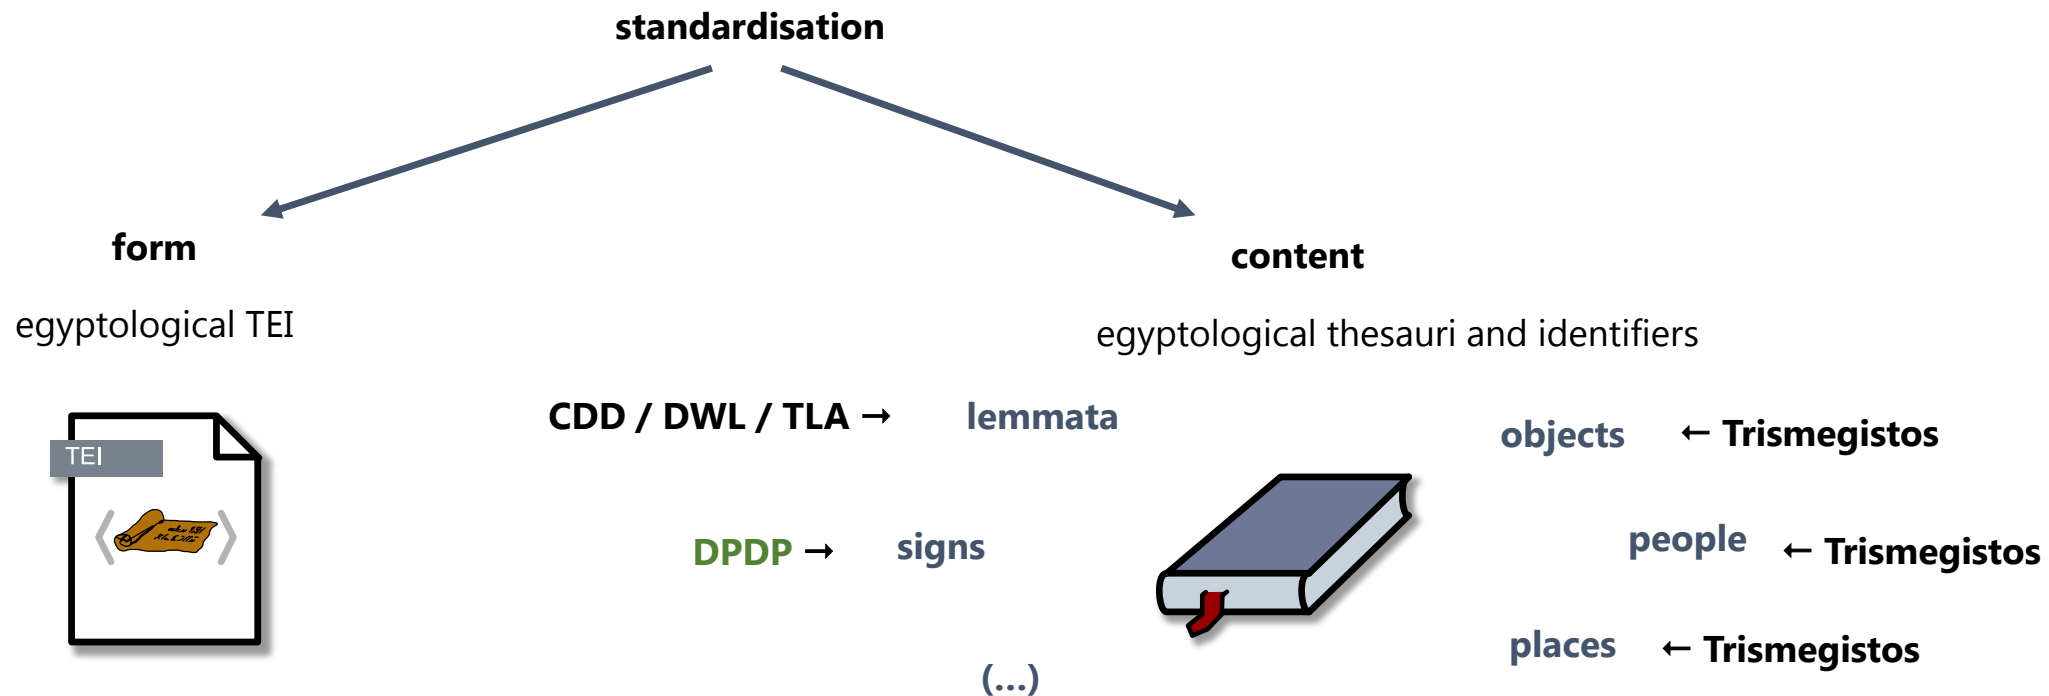 standardisation
form
egyptological TEI
TEI
content
egyptological thesauri and identifiers
CDD / DWL / TLA → lemmata
DPDP → signs
(...)
objects ← Trismegistos
people ← Trismegistos
places ← Trismegistos